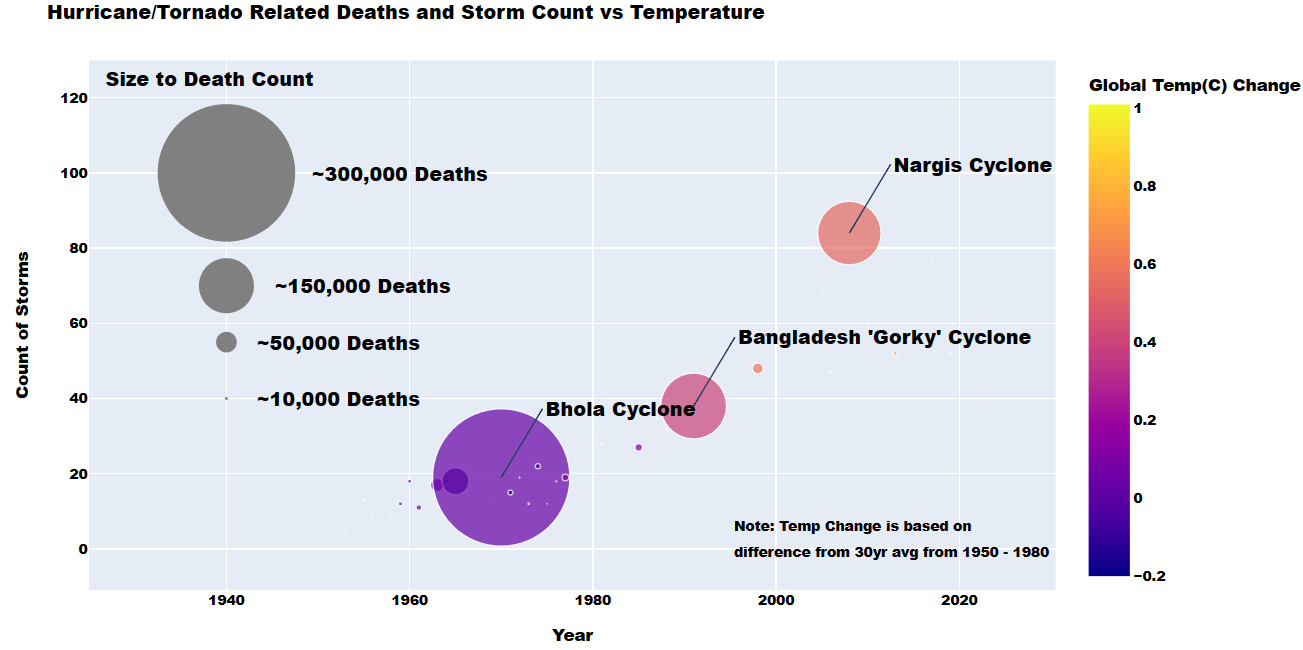 Hurricane/Tornado Related Deaths and Storm Count vs Temperature
Size to Death Count
Global Temp(C) Change
120
100
80
60
40
20
0
Count of Storms
~300,000 Deaths
~150,000 Deaths
~50,000 Deaths
~10,000 Deaths
Nargis Cyclone
Bangladesh 'Gorky' Cyclone
Bhola Cyclone
Note: Temp Change is based on
difference from 30yr avg from 1950 - 1980
1
0.8
0.6
0.4
0.2
0
−0.2
1940
1960
1980
2000
2020
Year